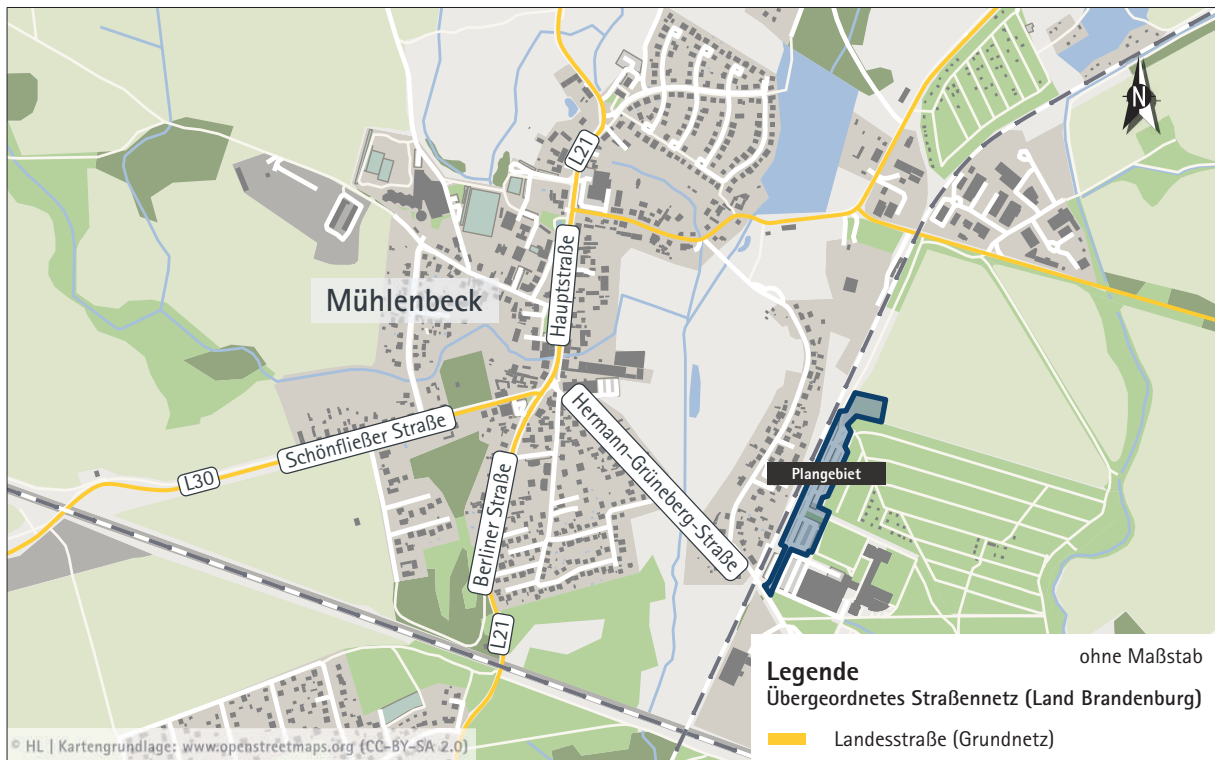 N
L21
Hauptstraße
Mühlenbeck
Schönfließer Straße
L30
Berliner Straße
Hermann-Grüneberg-Straße
Plangebiet
L21
ohne Maßstab
Legende
Übergeordnetes Straßennetz (Land Brandenburg)
Landesstraße (Grundnetz)
© HL | Kartengrundlage: www.openstreetmaps.org (CC-BY-SA 2.0)